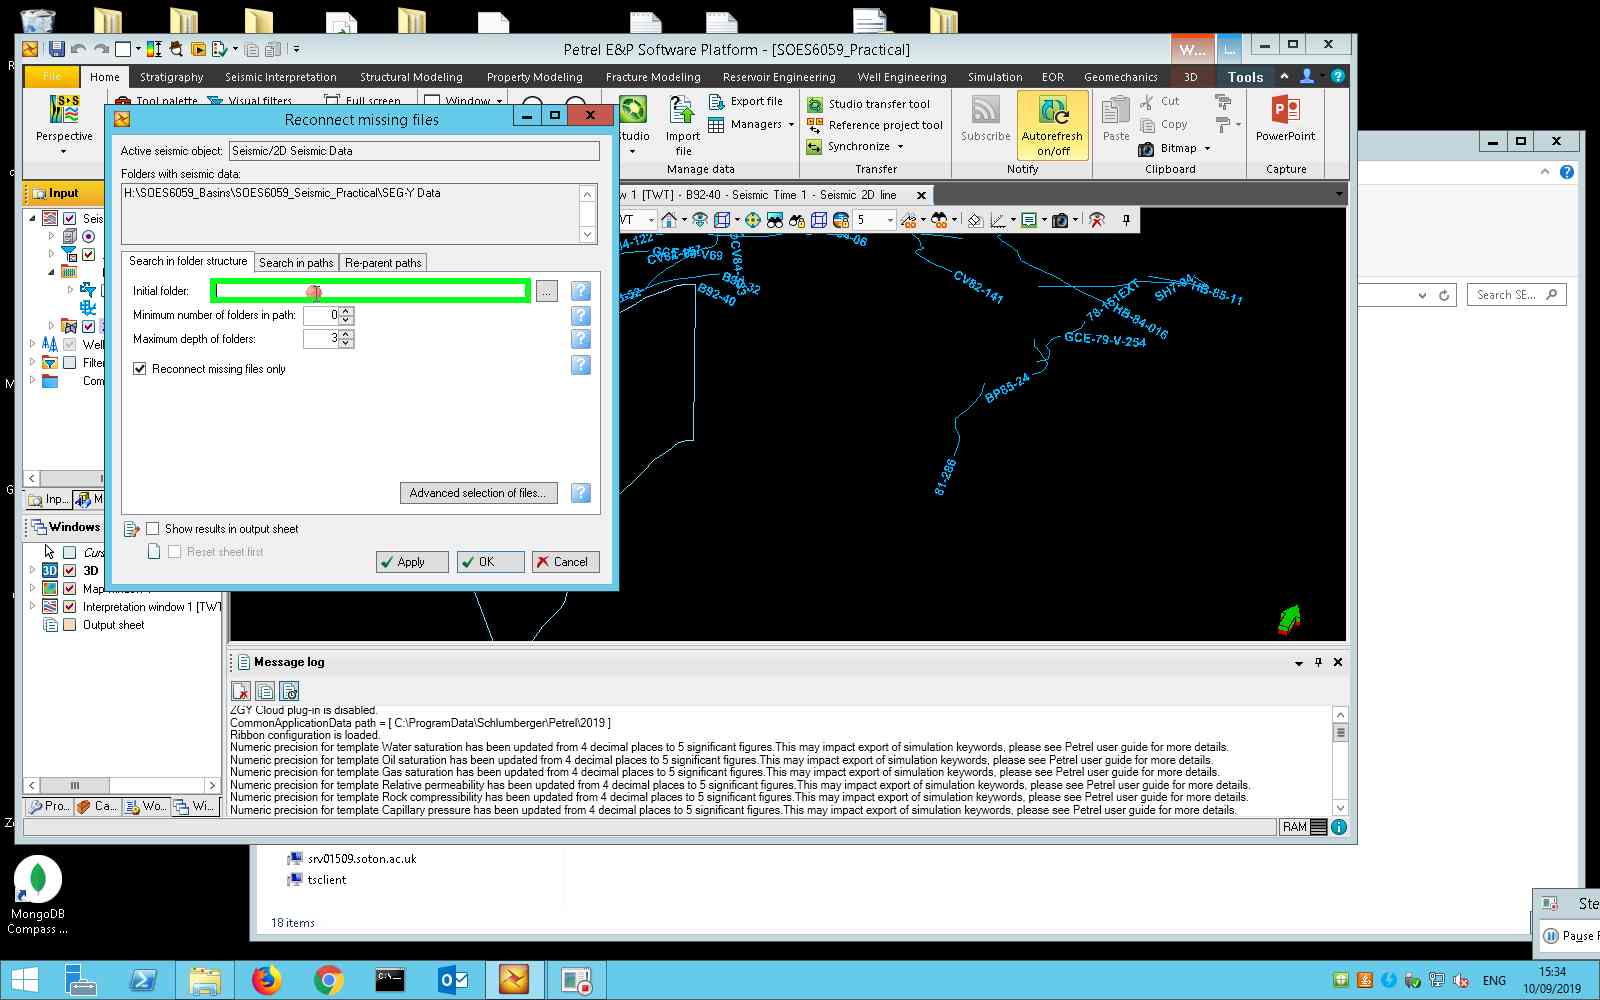 Petrel E&P Software Platform - [SOES6059_Practical]
W... L...
File Home Stratigraphy Seismic Interpretation Structural Modeling Property Modeling Fracture Modeling Reservoir Engineering Well Engineering Simulation EOR Geomechanics 3D Tools
Tool palette Visual filters Full screen Window
Perspective
Import file
Export file
Managers
Manage data
Studio transfer tool
Reference project tool
Synchronize
Transfer
Subscribe
Autorefresh on/off
Notify
Paste
Cut
Copy
Bitmap
Clipboard
PowerPoint
Capture
Reconnect missing files
Active seismic object: Seismic/2D Seismic Data
Folders with seismic data:
H:\SOES6059_Basins\SOES6059_Seismic_Practical\SEG-Y Data
Search in folder structure Search in paths Re-parent paths
Initial folder:
...
Minimum number of folders in path: 0
Maximum depth of folders: 3
Reconnect missing files only
Advanced selection of files...
Show results in output sheet
Reset sheet first
Apply OK Cancel
Input
Seis
Well
Filter
Com
Inp... M
Windows
Curs
3D 3D
Map
Interpretation window 1 [TWT
Output sheet
Pro... Ca... Wo... Wi...
w 1 [TWT] - B92-40 - Seismic Time 1 - Seismic 2D line
5
B92-40
CV82-141
78-151EXT
HB-85-11
HB-84-016
GCE-79-V-254
BP85-24
81-286
Message log
ZGY Cloud plug-in is disabled.
CommonApplicationData path = [ C:\ProgramData\Schlumberger\Petrel\2019 ]
Ribbon configuration is loaded.
Numeric precision for template Water saturation has been updated from 4 decimal places to 5 significant figures.This may impact export of simulation keywords, please see Petrel user guide for more details.
Numeric precision for template Oil saturation has been updated from 4 decimal places to 5 significant figures.This may impact export of simulation keywords, please see Petrel user guide for more details.
Numeric precision for template Gas saturation has been updated from 4 decimal places to 5 significant figures.This may impact export of simulation keywords, please see Petrel user guide for more details.
Numeric precision for template Relative permeability has been updated from 4 decimal places to 5 significant figures.This may impact export of simulation keywords, please see Petrel user guide for more details.
Numeric precision for template Rock compressibility has been updated from 4 decimal places to 5 significant figures.This may impact export of simulation keywords, please see Petrel user guide for more details.
Numeric precision for template Capillary pressure has been updated from 4 decimal places to 5 significant figures.This may impact export of simulation keywords, please see Petrel user guide for more details.
RAM
Search SE...
srv01509.soton.ac.uk
tsclient
18 items
MongoDB
Compass ...
Ste
Pause R
ENG
15:34
10/09/2019